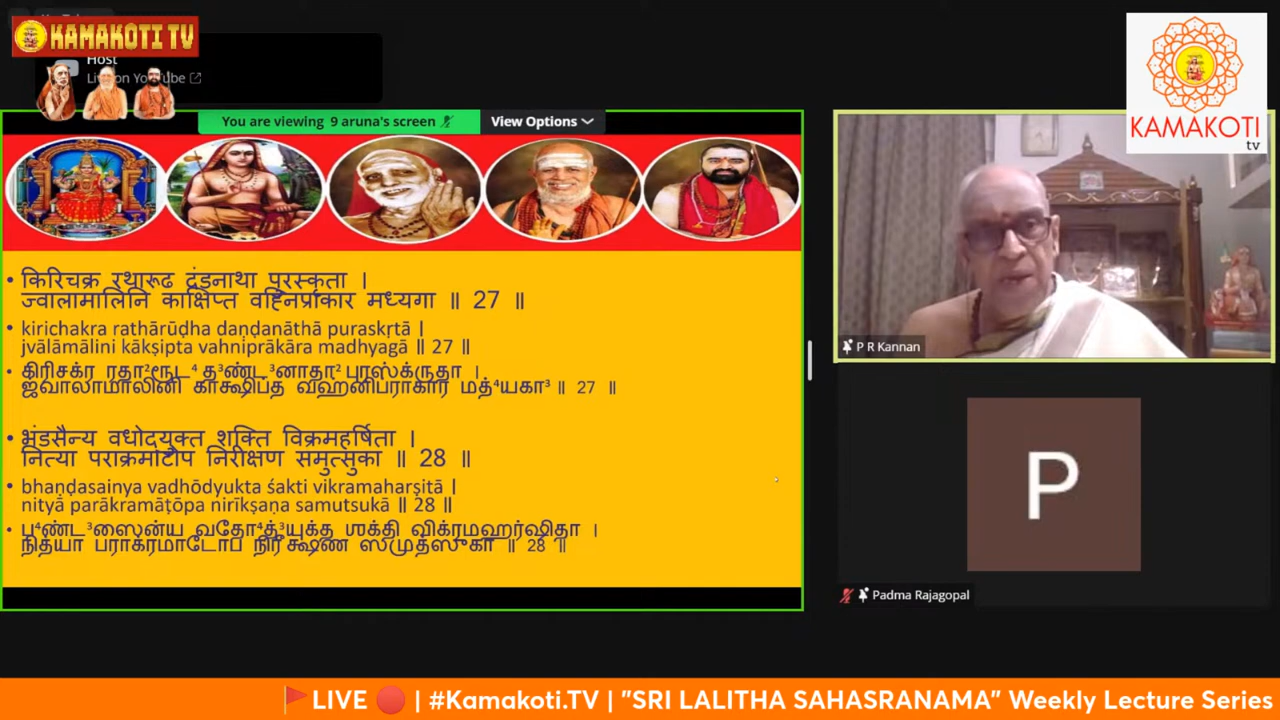 KAMAKOTI TV
Host
Live on YouTube
You are viewing 9 aruna's screen
View Options
KAMAKOTI
tv
• किरिचक्र रथारूढ दंडनाथा पुरस्कृता ।
ज्वालामालिनि काक्षिप्त वह्निप्राकार मध्यगा ॥ 27 ॥
• kirichakra rathārūḍha daṇḍanāthā puraskṛtā |
jvālāmālini kākṣipta vahniprākāra madhyagā ॥ 27 ॥
• கிரிசக்ர ரதா²ரூட⁴ த³ண்ட³னாதா² புரஸ்க்ருதா ।
ஜ்வாலாமாலினி காக்ஷிப்த வஹ்னிப்ராகார மத்⁴யகா³ ॥ 27 ॥
• भंडसैन्य वधोद्युक्त शक्ति विक्रमहर्षिता ।
नित्या पराक्रमाटोप निरीक्षण समुत्सुका ॥ 28 ॥
• bhaṇḍasainya vadhōdyukta śakti vikramaharṣitā |
nityā parākramāṭōpa nirīkṣaṇa samutsukā ॥ 28 ॥
• ப⁴ண்ட³ஸைன்ய வதோ⁴த்³யுக்த ஶக்தி விக்ரமஹர்ஷிதா ।
நித்யா பராக்ரமாடோப நிரீக்ஷண ஸமுத்ஸுகா ॥ 28 ॥
P R Kannan
P
Padma Rajagopal
LIVE | #Kamakoti.TV | "SRI LALITHA SAHASRANAMA" Weekly Lecture Series